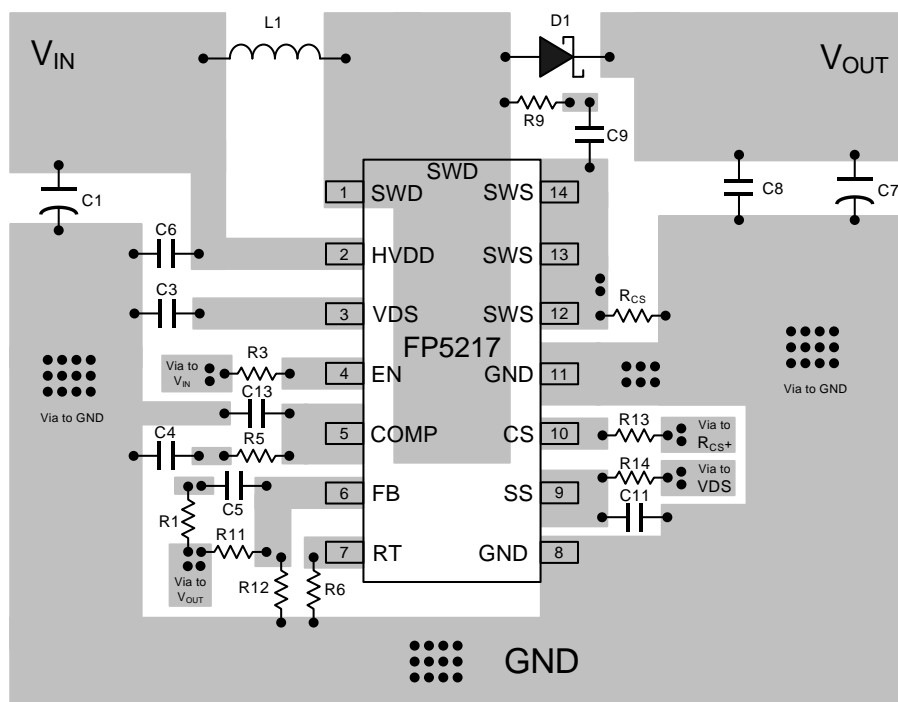 L1
D1
VIN
VOUT
R9
C9
SWD
C1
1
SWD
SWS
14
C8
C7
C6
2
HVDD
SWS
13
C3
3
VDS
SWS
12
RCS
FP5217
R3
Via to
VIN
4
EN
GND
11
Via to GND
Via to GND
C13
C4
R5
5
COMP
CS
10
R13
Via to
RCS+
R14
Via to
VDS
C5
6
FB
SS
9
C11
R1
R11
7
RT
GND
8
Via to
VOUT
R12
R6
GND